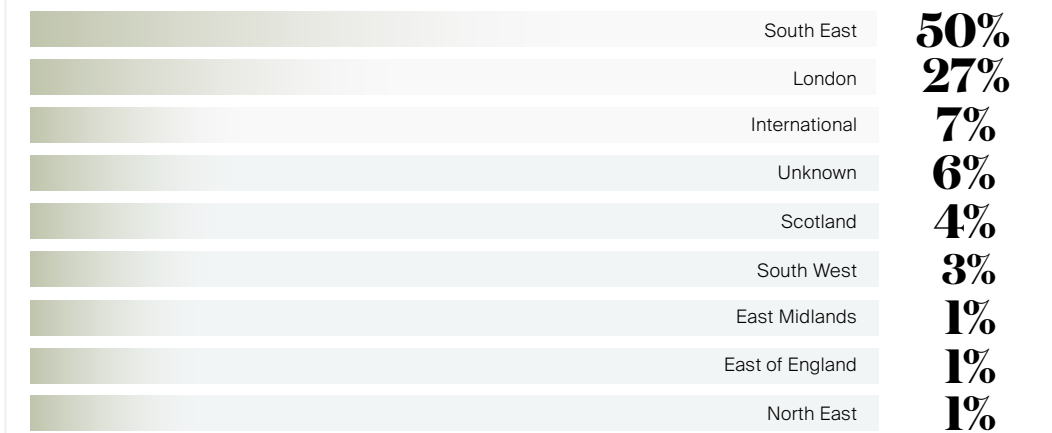 South East 50%
London 27%
International 7%
Unknown 6%
Scotland 4%
South West 3%
East Midlands 1%
East of England 1%
North East 1%